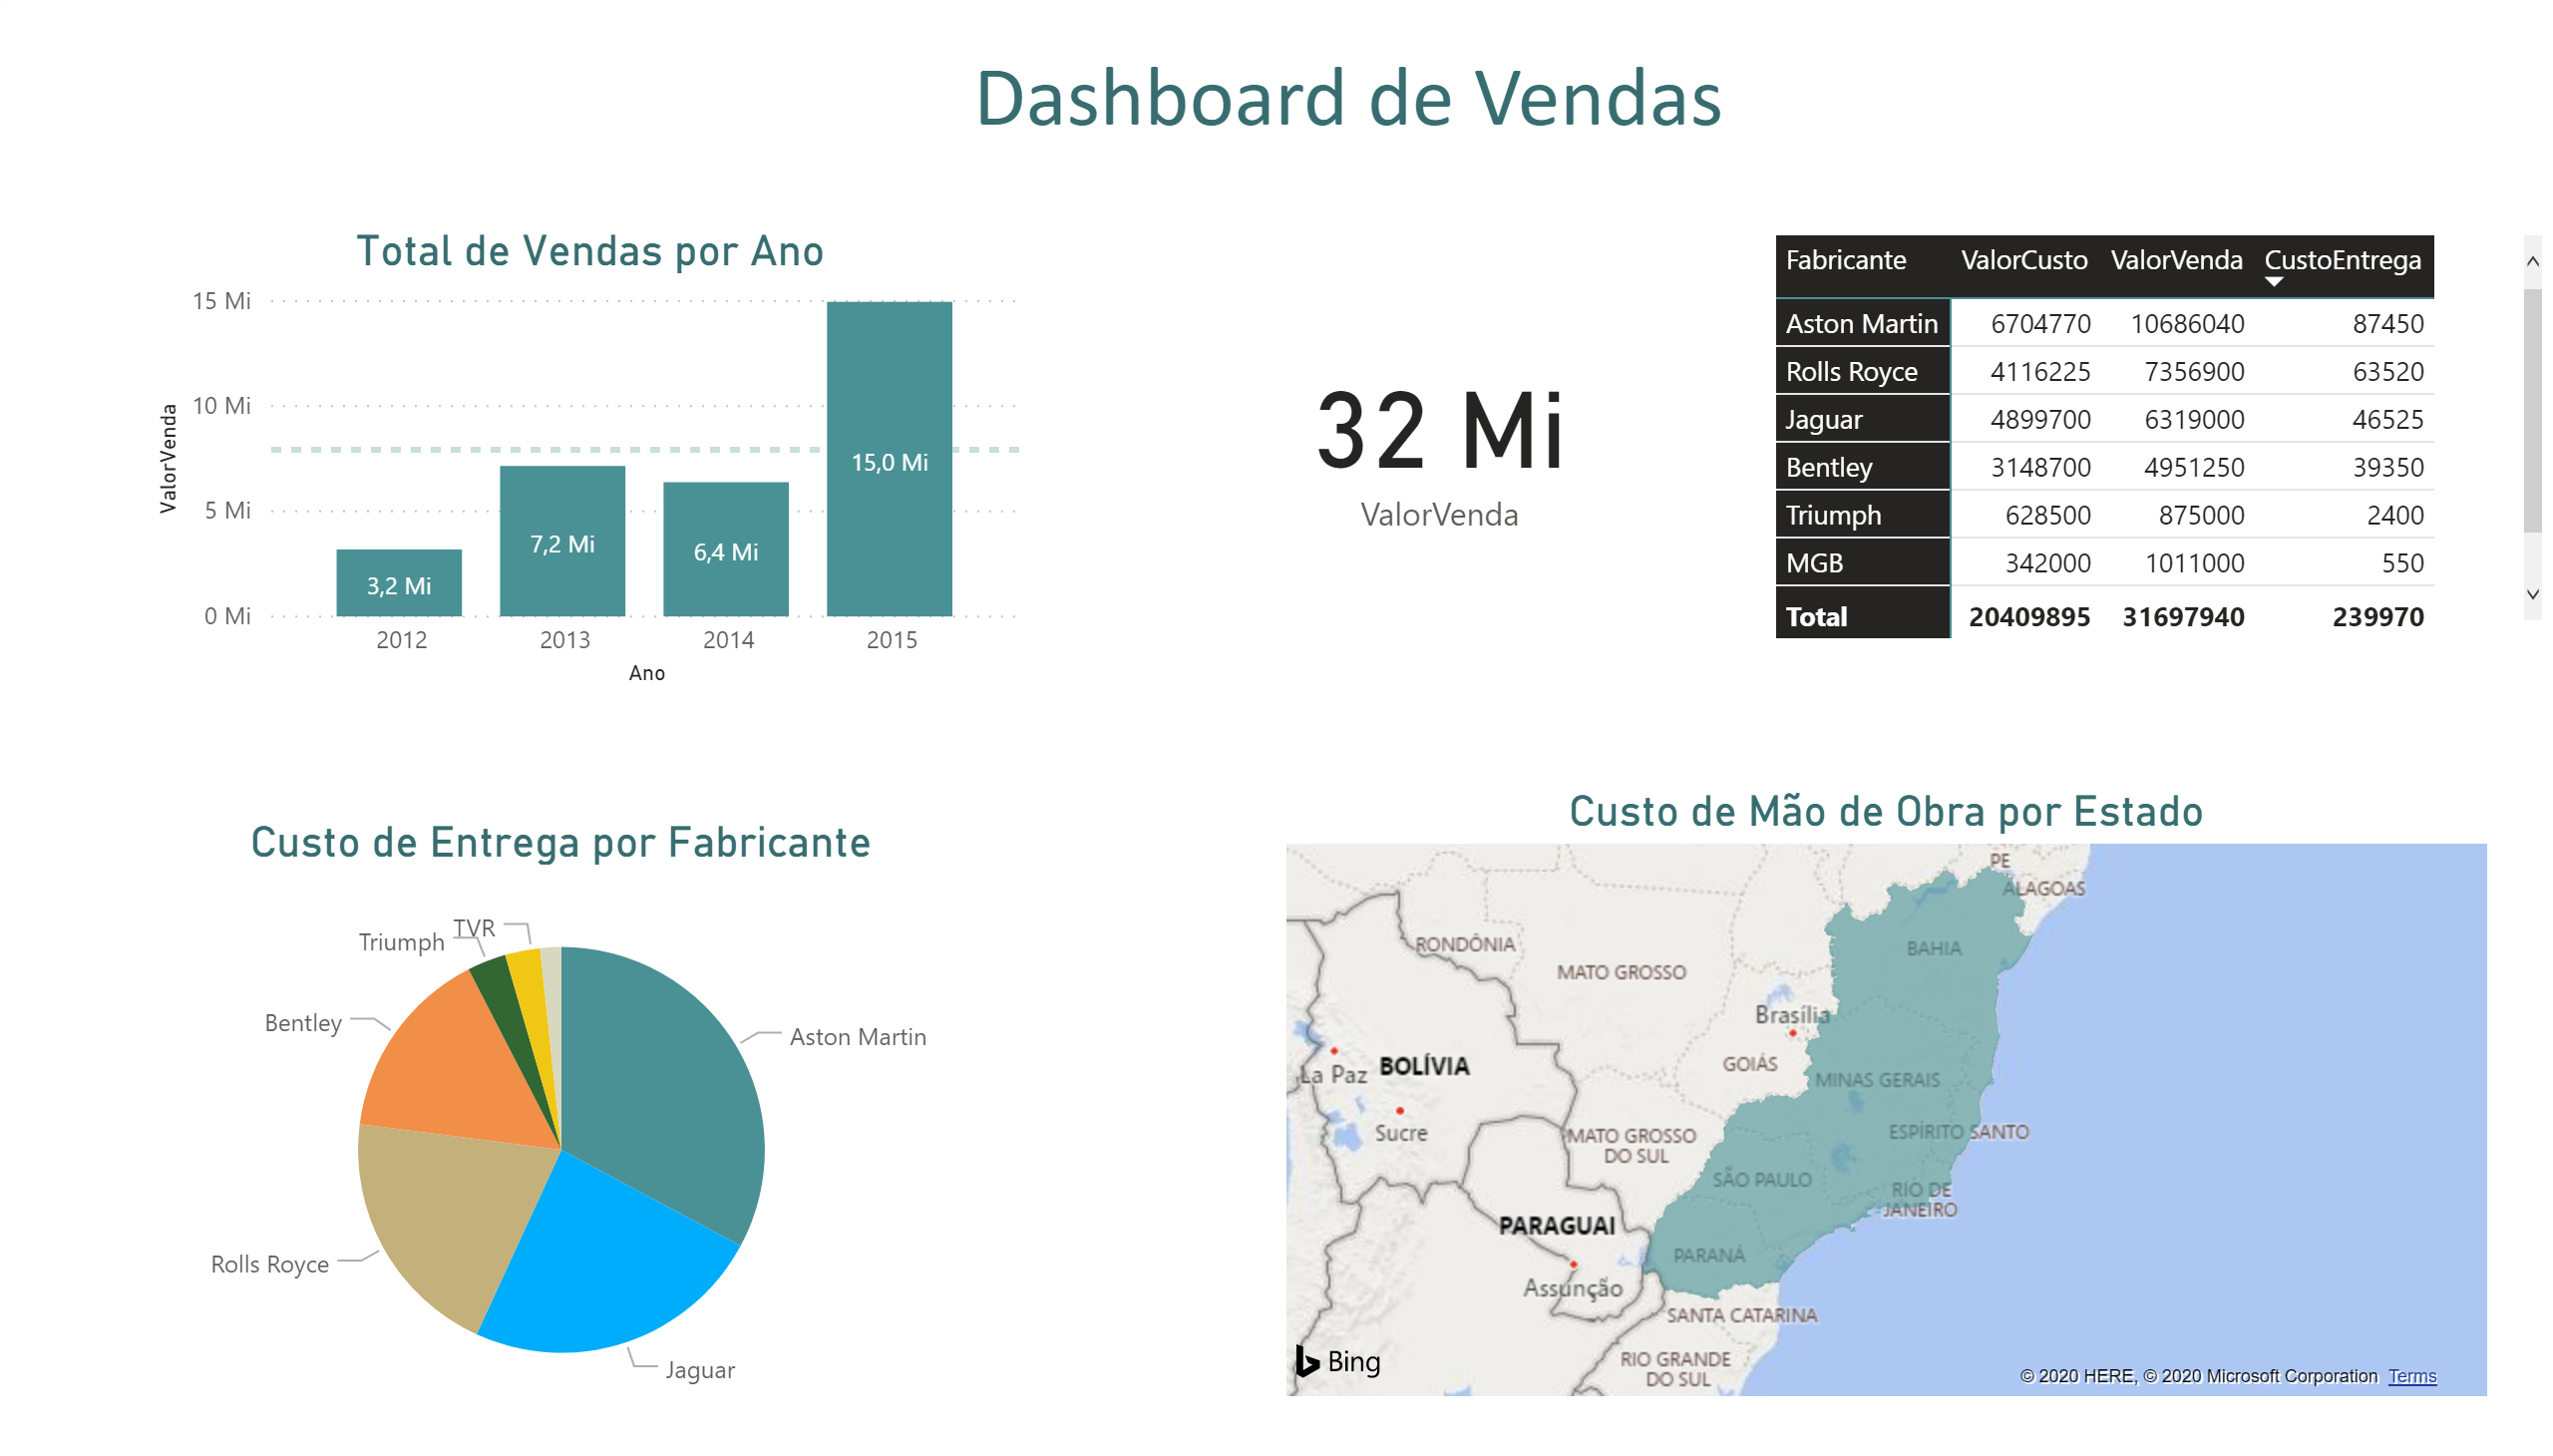 Dashboard de Vendas
Total de Vendas por Ano
15 Mi
10 Mi
5 Mi
0 Mi
ValorVenda
3,2 Mi
7,2 Mi
6,4 Mi
15,0 Mi
2012 2013 2014 2015
Ano
32 Mi
ValorVenda
Fabricante ValorCusto ValorVenda CustoEntrega
Aston Martin 6704770 10686040 87450
Rolls Royce 4116225 7356900 63520
Jaguar 4899700 6319000 46525
Bentley 3148700 4951250 39350
Triumph 628500 875000 2400
MGB 342000 1011000 550
Total 20409895 31697940 239970
Custo de Entrega por Fabricante
TVR
Triumph
Bentley
Aston Martin
Rolls Royce
Jaguar
Custo de Mão de Obra por Estado
PE
ALAGOAS
RONDÔNIA
BAHIA
MATO GROSSO
Brasília
BOLÍVIA
GOIÁS
La Paz
MINAS GERAIS
Sucre
MATO GROSSO
DO SUL
ESPÍRITO SANTO
SÃO PAULO
RIO DE
JANEIRO
PARAGUAI
PARANÁ
Assunção
SANTA CATARINA
RIO GRANDE
DO SUL
Bing
© 2020 HERE, © 2020 Microsoft Corporation Terms